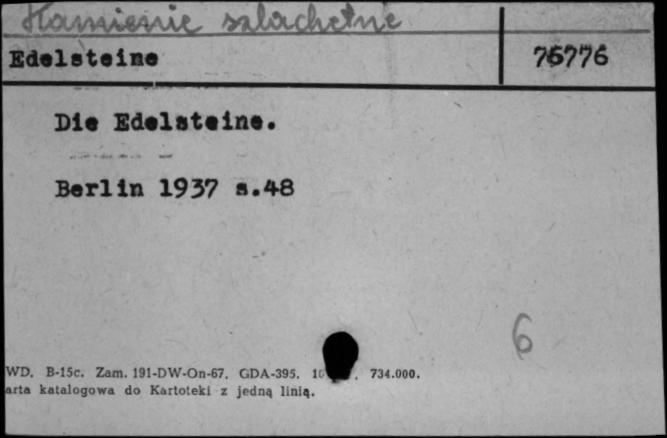 Kamienie szlachetne
Edelsteine 76776
Die Edelsteine.
Berlin 1937 s.48
6
WD. B-15c. Zam. 191-DW-On-67. GDA-395. 734.000.
arta katalogowa do Kartoteki z jedną linią.